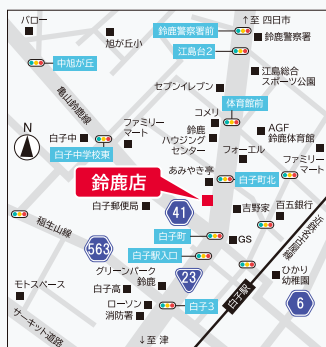 バロー
旭が丘小
鈴鹿警察署前
↑至 四日市
鈴鹿警察署
中旭が丘
江島台2
セブンイレブン
江島総合
スポーツ公園
亀山鈴鹿線
コメリ
体育館前
N
白子中
ファミリー
マート
鈴鹿
ハウジング
センター
AGF
鈴鹿体育館
白子中学校東
フォーエル
ファミリー
マート
あみやき亭
鈴鹿店
白子町北
白子郵便局
41
吉野家
百五銀行
稲生山線
白子町
近鉄名古屋線
563
白子駅入口
GS
グリーンパーク
鈴鹿
23
ひかり
幼稚園
モトスペース
白子高
白子駅
6
ローソン
白子3
消防署
サーキット道路
↓至 津